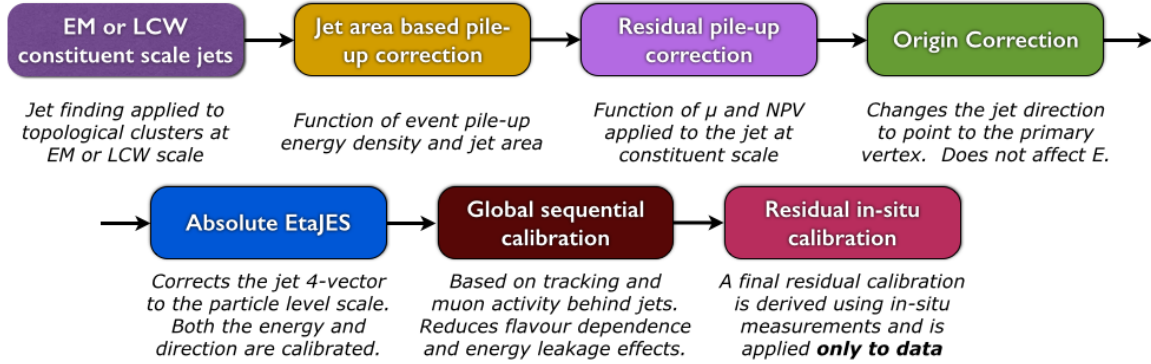 EM or LCW
constituent scale jets
Jet area based pile-
up correction
Residual pile-up
correction
Origin Correction
Jet finding applied to
topological clusters at
EM or LCW scale
Function of event pile-up
energy density and jet area
Function of µ and NPV
applied to the jet at
constituent scale
Changes the jet direction
to point to the primary
vertex.  Does not affect E.
Absolute EtaJES
Global sequential
calibration
Residual in-situ
calibration
Corrects the jet 4-vector
to the particle level scale.
Both the energy and
direction are calibrated.
Based on tracking and
muon activity behind jets.
Reduces flavour dependence
and energy leakage effects.
A final residual calibration
is derived using in-situ
measurements and is
applied only to data